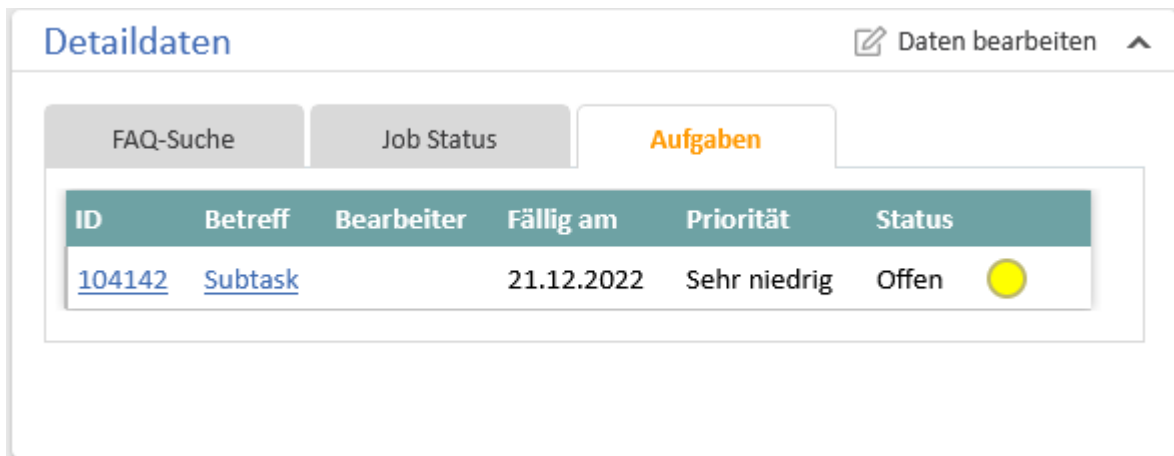 Detaildaten Daten bearbeiten
FAQ-Suche Job Status Aufgaben
ID Betreff Bearbeiter Fällig am Priorität Status
104142 Subtask 21.12.2022 Sehr niedrig Offen